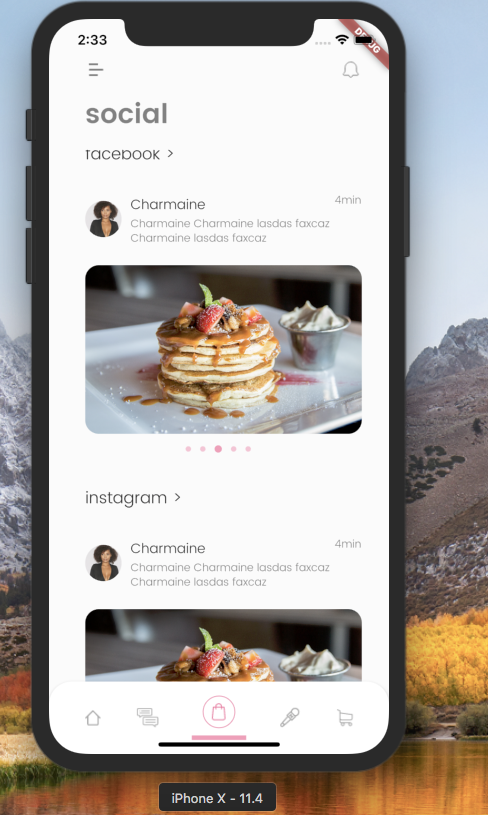 2:33
DEBUG
social
facebook >
Charmaine
4min
Charmaine Charmaine lasdas faxcaz
Charmaine lasdas faxcaz
instagram >
Charmaine
4min
Charmaine Charmaine lasdas faxcaz
Charmaine lasdas faxcaz
iPhone X - 11.4